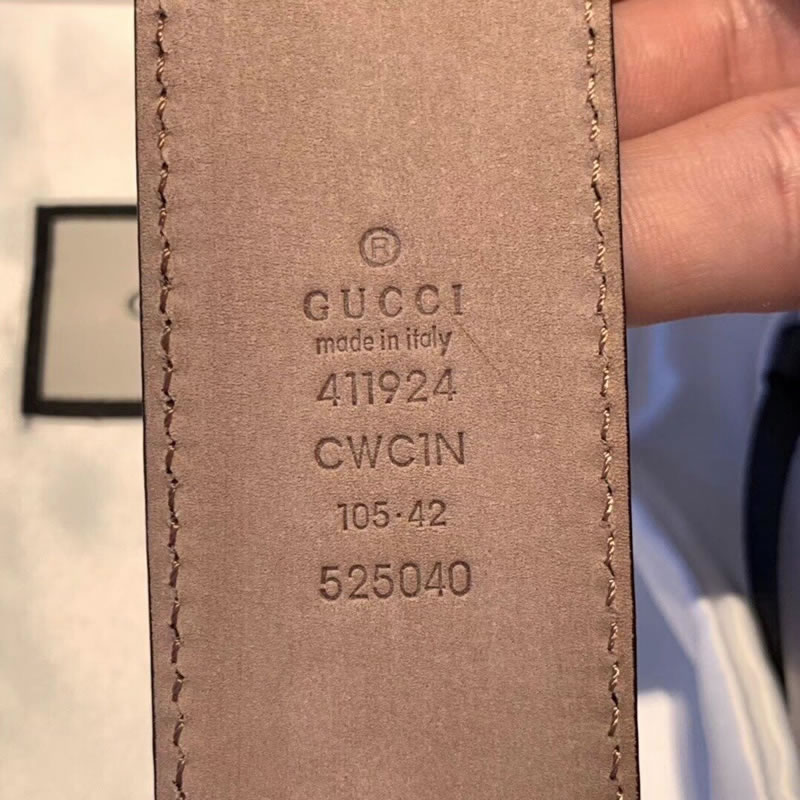 ®
GUCCI
made in italy
411924
CWC1N
105·42
525040